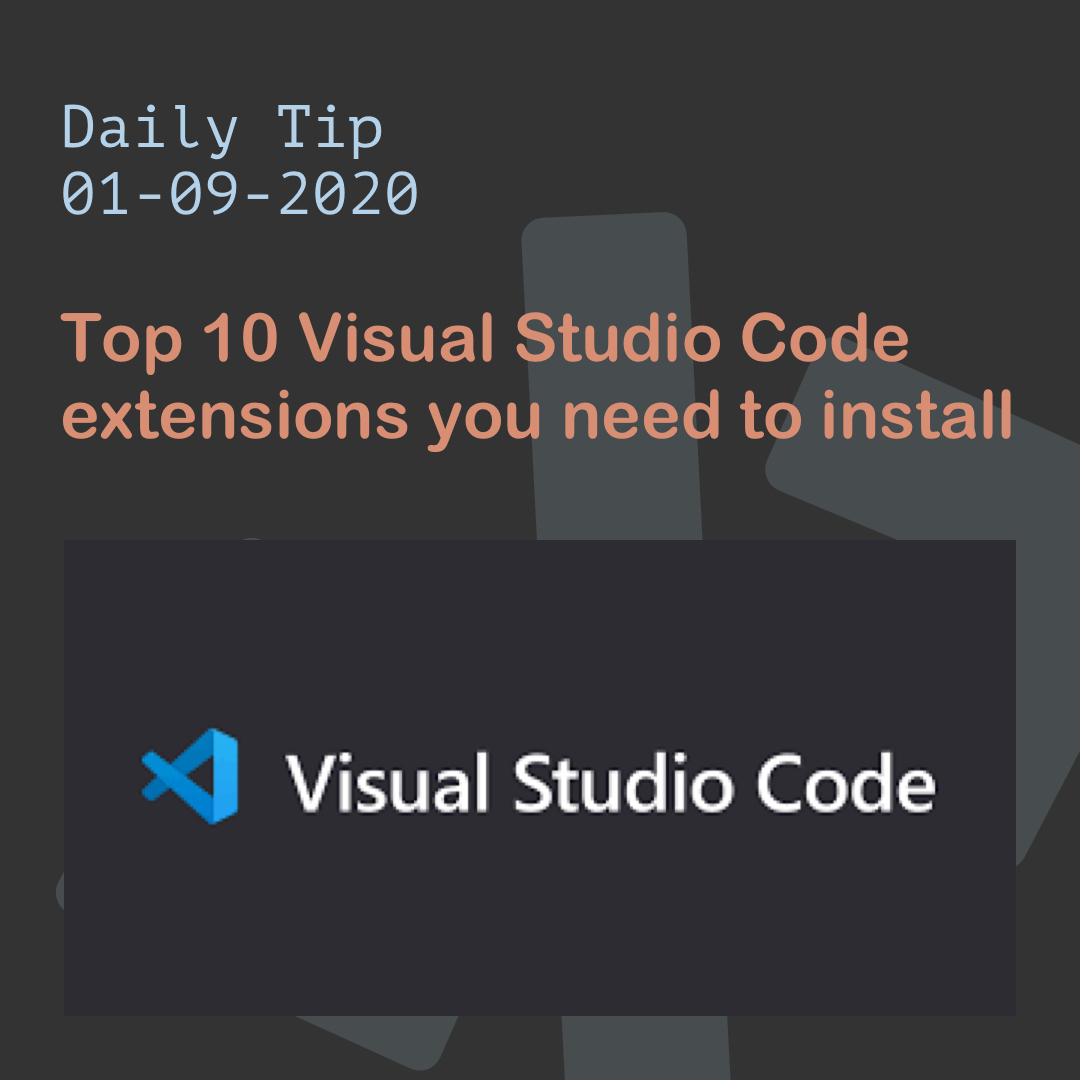 Daily Tip
01-09-2020
Top 10 Visual Studio Code
extensions you need to install
Visual Studio Code